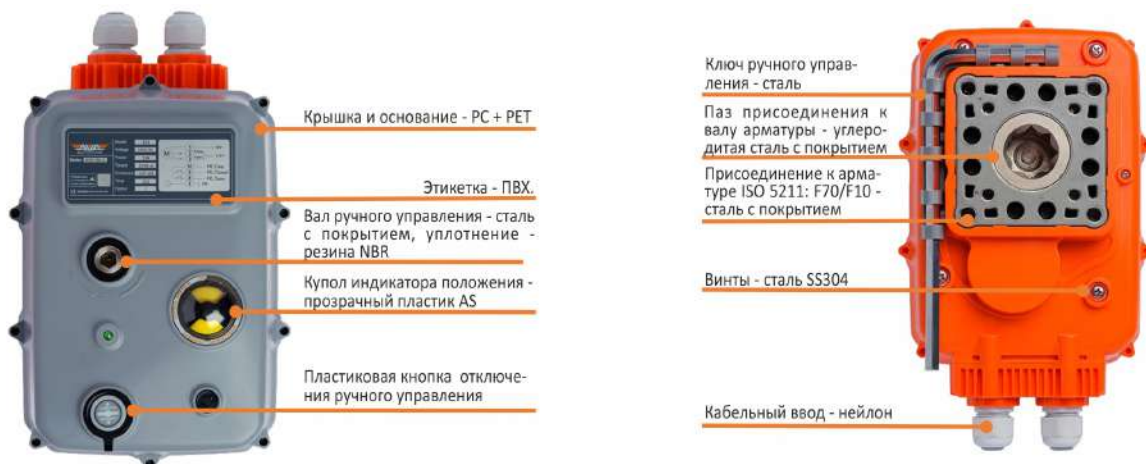 Крышка и основание - PC + PET
Этикетка - ПВХ.
Вал ручного управления - сталь
с покрытием, уплотнение -
резина NBR
Купол индикатора положения -
прозрачный пластик AS
Пластиковая кнопка отключе-
ния ручного управления
Ключ ручного управ-
ления - сталь
Паз присоединения к
валу арматуры - углеро-
дитая сталь с покрытием
Присоединение к арма-
туре ISO 5211: F70/F10 -
сталь с покрытием
Винты - сталь SS304
Кабельный ввод - нейлон